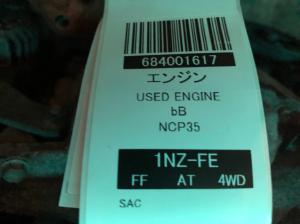 684001617
エンジン
USED ENGINE
bB
NCP35
1NZ-FE
FF AT 4WD
SAC